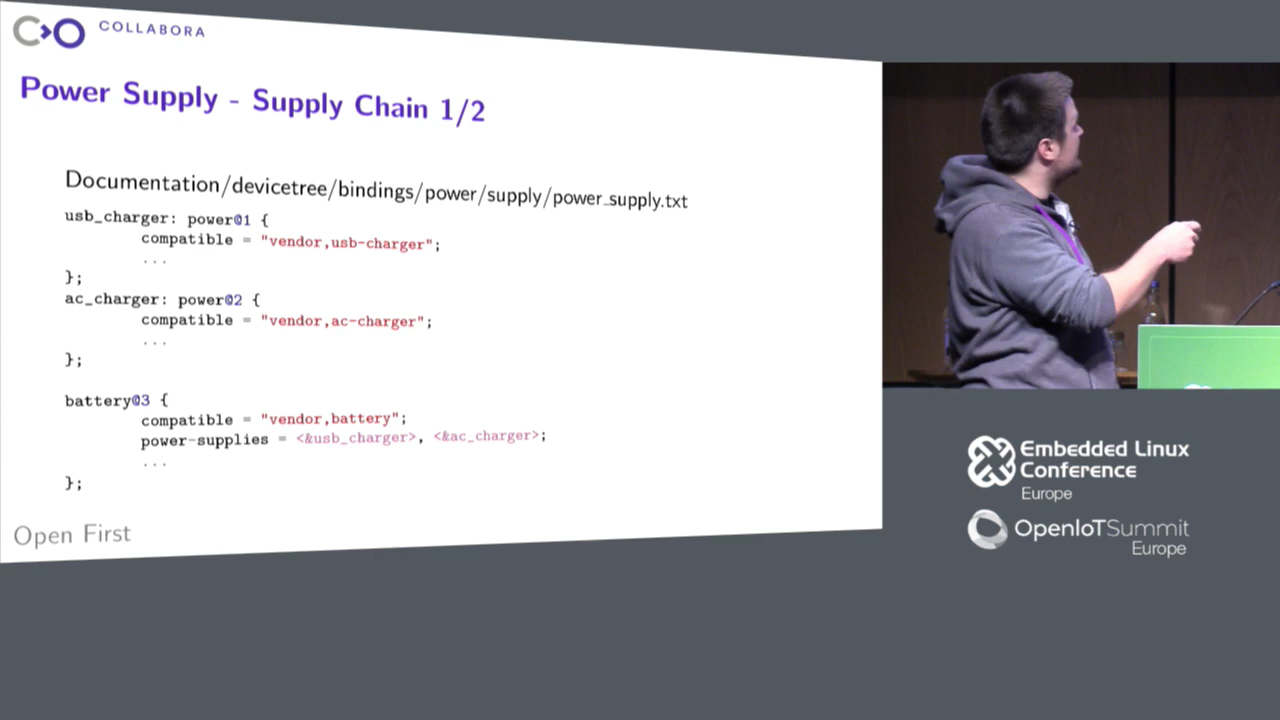 COLLABORA
Power Supply - Supply Chain 1/2
Documentation/devicetree/bindings/power/supply/power_supply.txt
usb_charger: power@1 {
compatible = "vendor,usb-charger";
...
};
ac_charger: power@2 {
compatible = "vendor,ac-charger";
...
};
battery@3 {
compatible = "vendor,battery";
power-supplies = <&usb_charger>, <&ac_charger>;
...
};
Open First
Embedded Linux
Conference
Europe
OpenIoTSummit
Europe